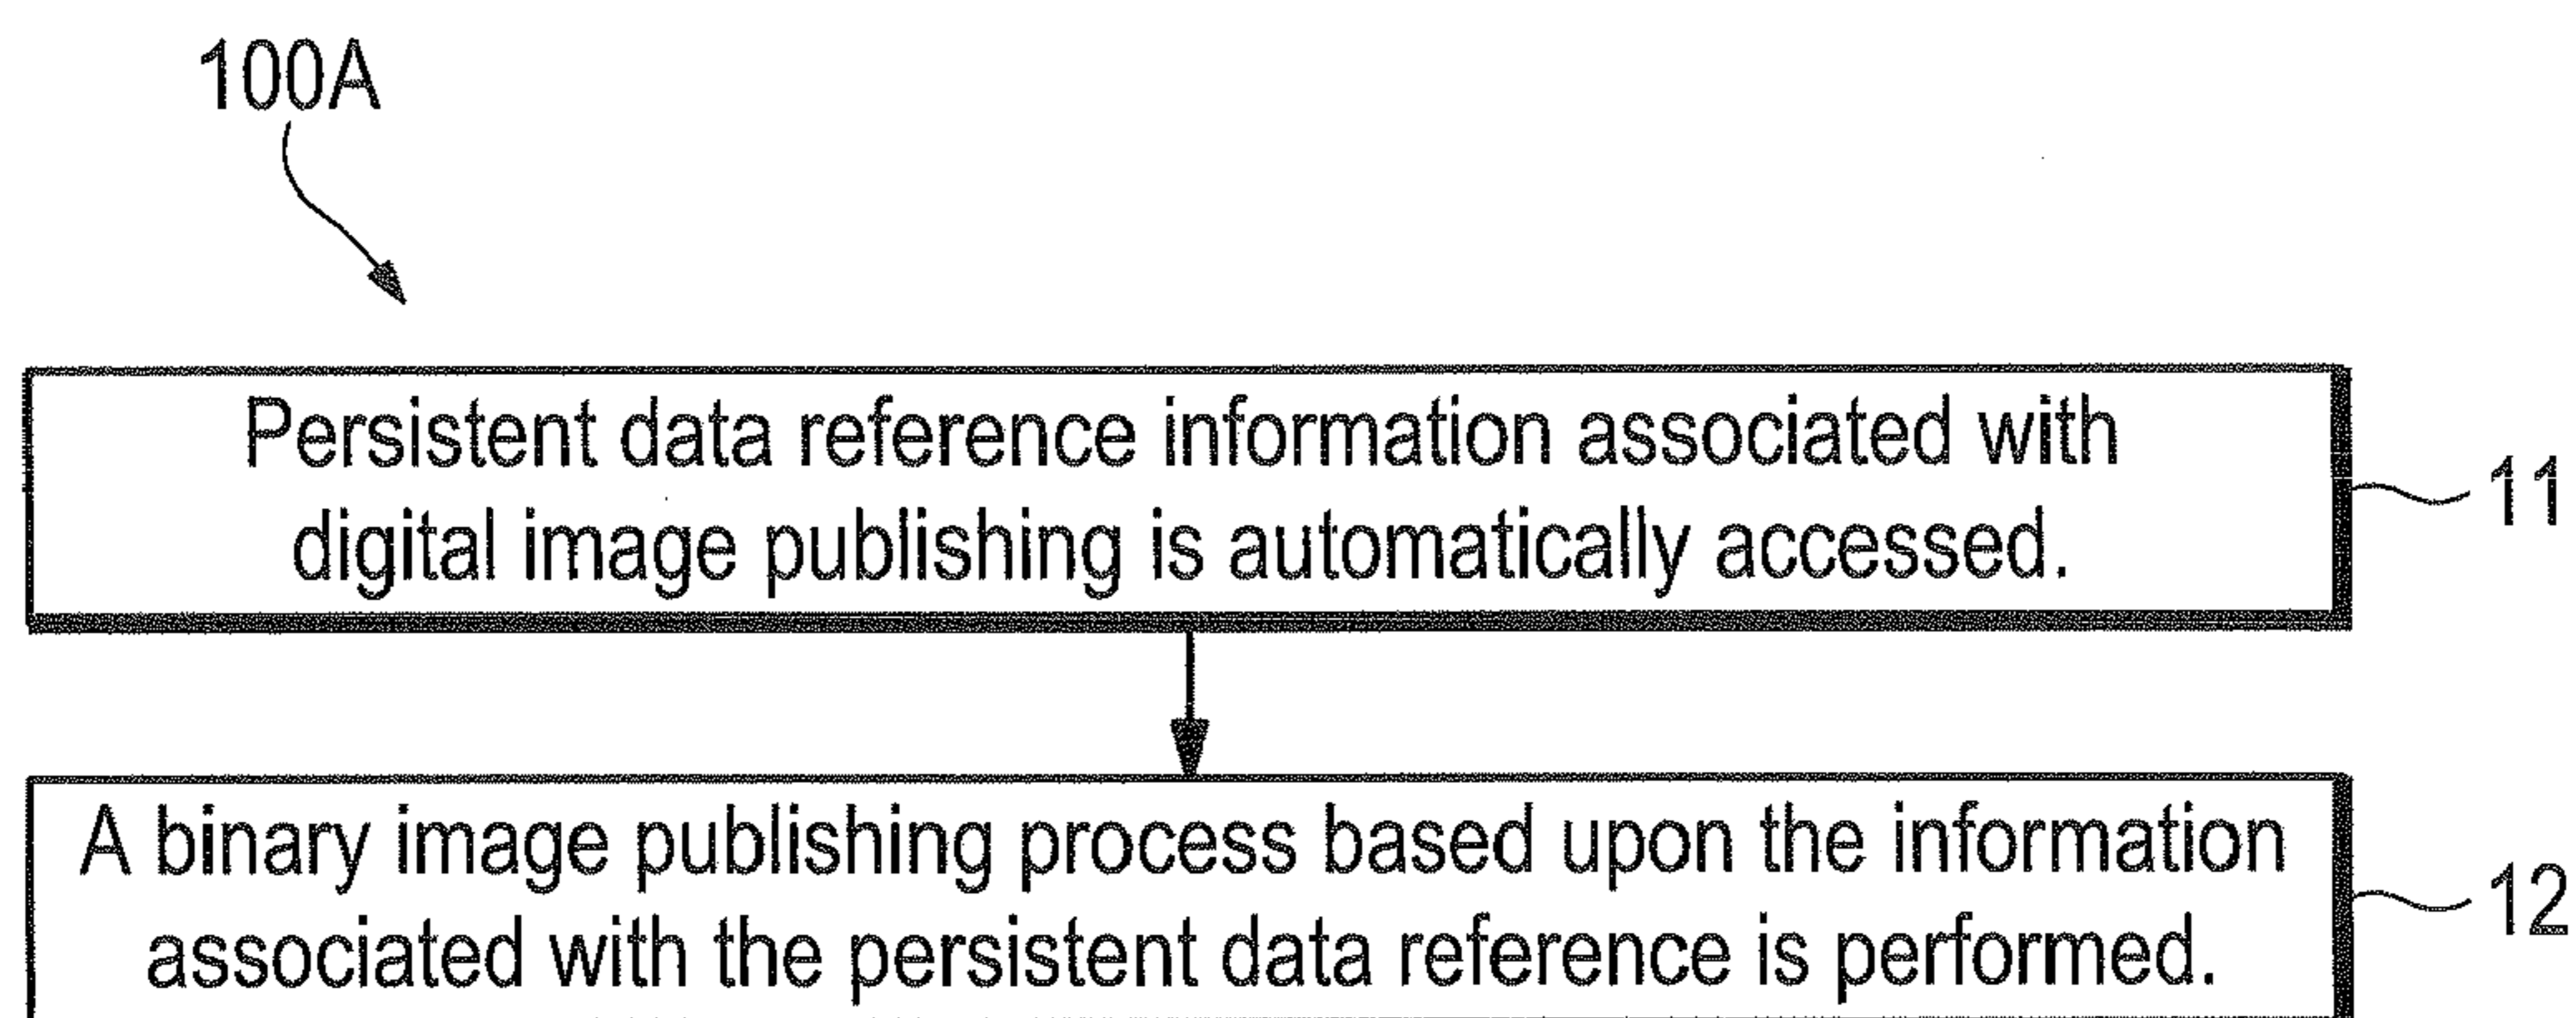 100A
Persistent data reference information associated with
digital image publishing is automatically accessed.
11
A binary image publishing process based upon the information
associated with the persistent data reference is performed.
12